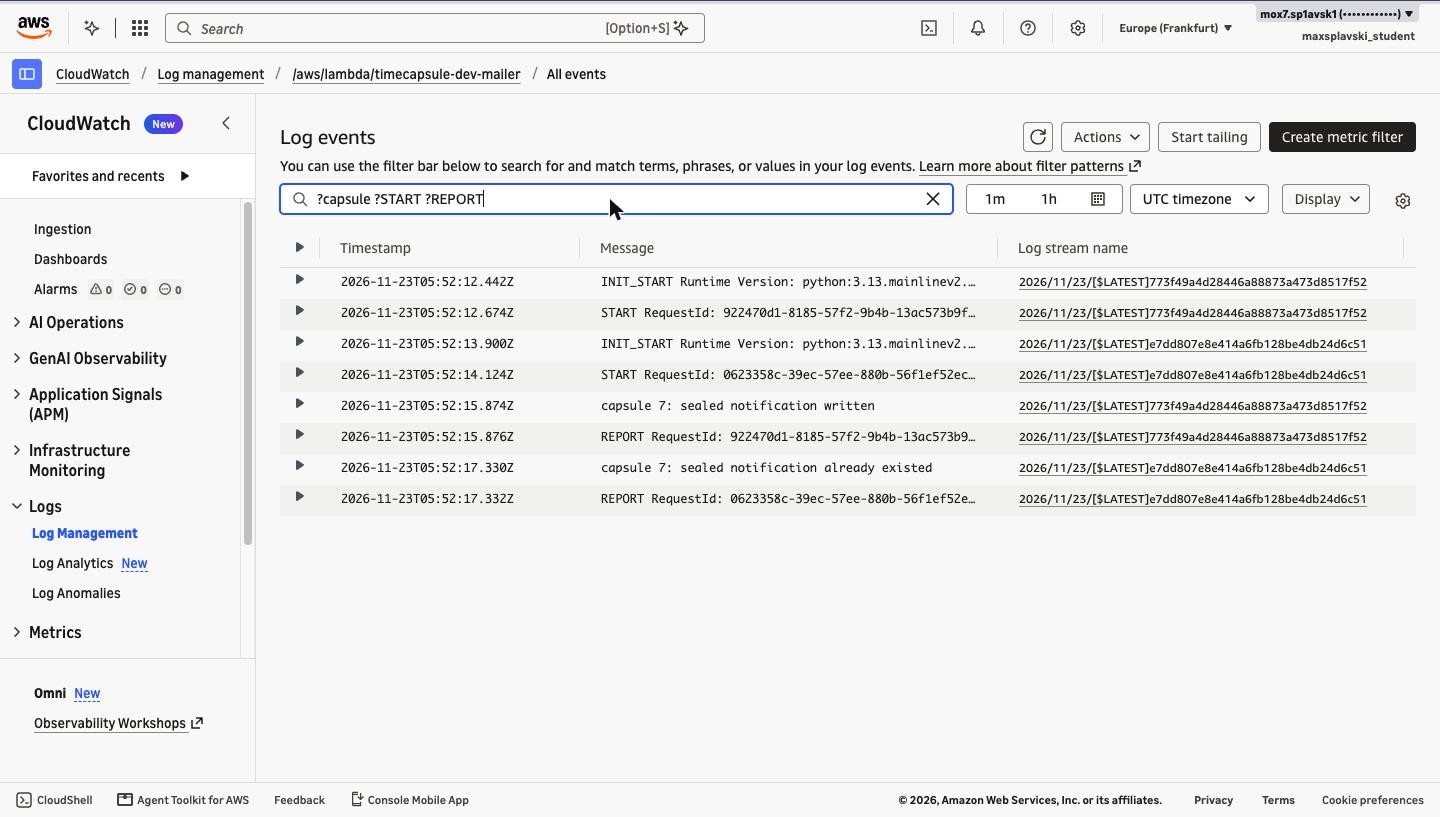 aws
Search
[Option+S]
Europe (Frankfurt)
mox7.sp1avsk1 (············)
maxsplavski_student
CloudWatch / Log management / /aws/lambda/timecapsule-dev-mailer / All events
CloudWatch New
Favorites and recents
Ingestion
Dashboards
Alarms 0 0 0
AI Operations
GenAI Observability
Application Signals
(APM)
Infrastructure
Monitoring
Logs
Log Management
Log Analytics New
Log Anomalies
Metrics
Omni New
Observability Workshops
Log events
Actions
Start tailing
Create metric filter
You can use the filter bar below to search for and match terms, phrases, or values in your log events. Learn more about filter patterns
?capsule ?START ?REPORT
1m 1h
UTC timezone
Display
Timestamp Message Log stream name
2026-11-23T05:52:12.442Z INIT_START Runtime Version: python:3.13.mainlinev2.… 2026/11/23/[$LATEST]773f49a4d28446a88873a473d8517f52
2026-11-23T05:52:12.674Z START RequestId: 922470d1-8185-57f2-9b4b-13ac573b9f… 2026/11/23/[$LATEST]773f49a4d28446a88873a473d8517f52
2026-11-23T05:52:13.900Z INIT_START Runtime Version: python:3.13.mainlinev2.… 2026/11/23/[$LATEST]e7dd807e8e414a6fb128be4db24d6c51
2026-11-23T05:52:14.124Z START RequestId: 0623358c-39ec-57ee-880b-56f1ef52ec… 2026/11/23/[$LATEST]e7dd807e8e414a6fb128be4db24d6c51
2026-11-23T05:52:15.874Z capsule 7: sealed notification written 2026/11/23/[$LATEST]773f49a4d28446a88873a473d8517f52
2026-11-23T05:52:15.876Z REPORT RequestId: 922470d1-8185-57f2-9b4b-13ac573b9… 2026/11/23/[$LATEST]773f49a4d28446a88873a473d8517f52
2026-11-23T05:52:17.330Z capsule 7: sealed notification already existed 2026/11/23/[$LATEST]e7dd807e8e414a6fb128be4db24d6c51
2026-11-23T05:52:17.332Z REPORT RequestId: 0623358c-39ec-57ee-880b-56f1ef52e… 2026/11/23/[$LATEST]e7dd807e8e414a6fb128be4db24d6c51
CloudShell Agent Toolkit for AWS Feedback Console Mobile App © 2026, Amazon Web Services, Inc. or its affiliates. Privacy Terms Cookie preferences